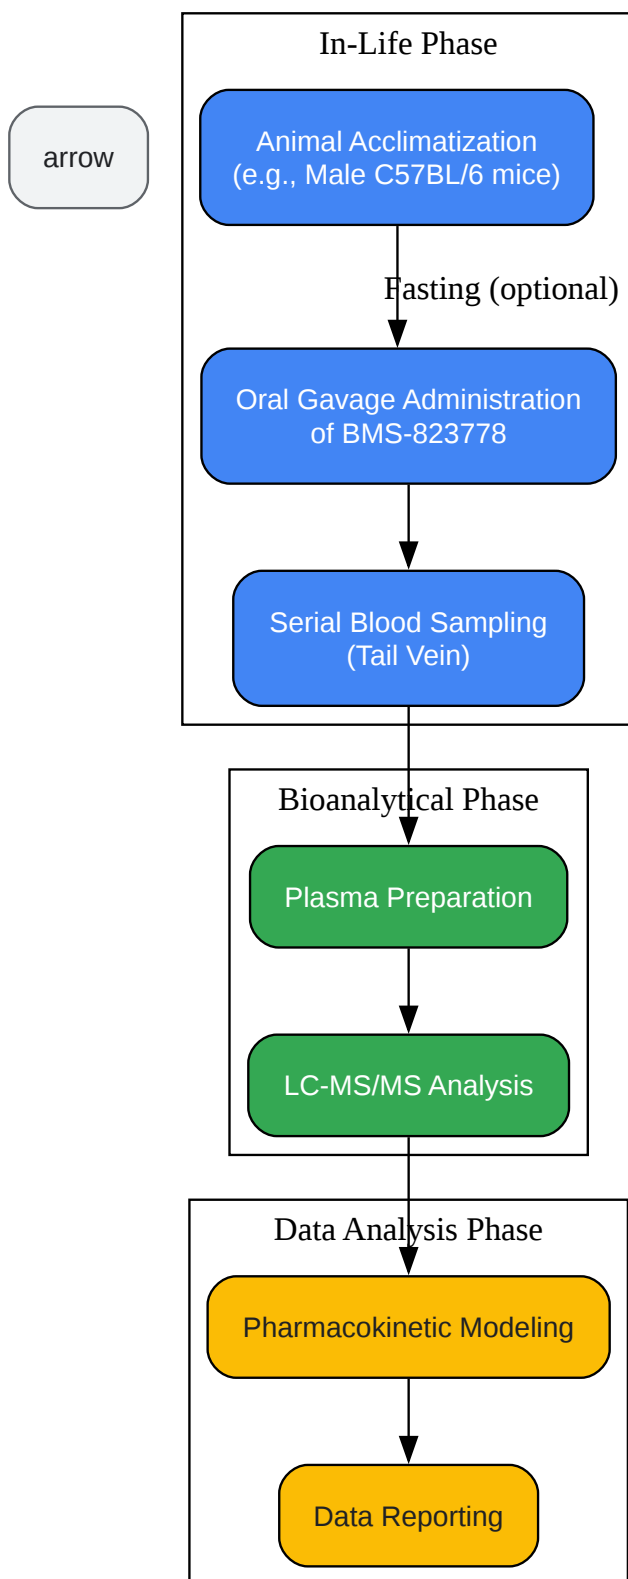 In-Life Phase
arrow
Animal Acclimatization
(e.g., Male C57BL/6 mice)
Fasting (optional)
Oral Gavage Administration
of BMS-823778
Serial Blood Sampling
(Tail Vein)
Bioanalytical Phase
Plasma Preparation
LC-MS/MS Analysis
Data Analysis Phase
Pharmacokinetic Modeling
Data Reporting